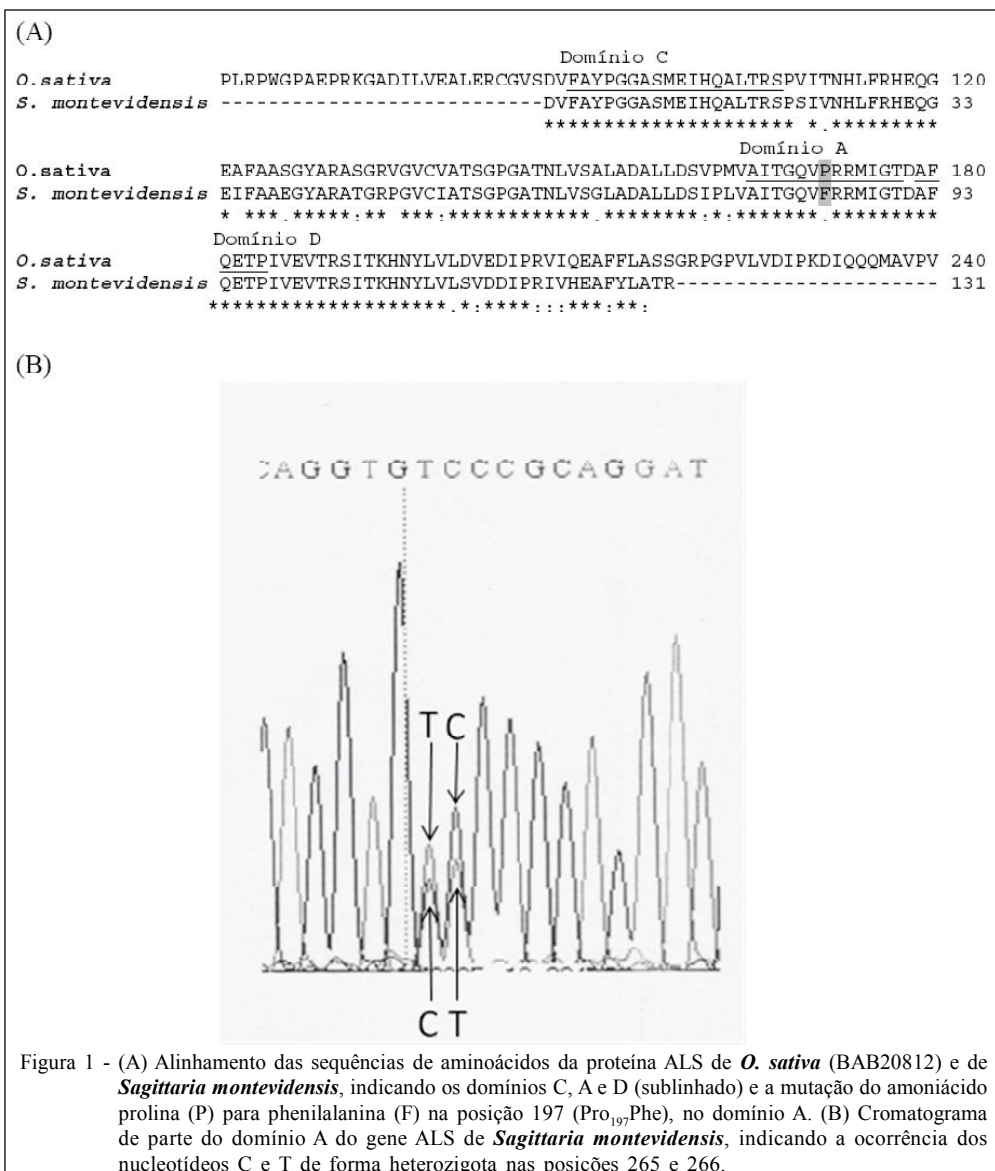 (A)
Domínio C
O.sativa PLRPWGPAEPRKGADILVEALERCGVSDVFAYPGGASMEIHQALTRSPVITNHLFRHEQG 120
S. montevidensis ---------------------------DVFAYPGGASMEIHQALTRSPSIVNHLFRHEQG 33
********************* *.*********
Domínio A
O.sativa EAFAASGYARASGRVGVCVATSGPGATNLVSALADALLDSVPMVAITGQVPRRMIGTDAF 180
S. montevidensis EIFAAEGYARATGRPGVCIATSGPGATNLVSGLADALLDSIPLVAITGQVFRRMIGTDAF 93
* ***.*****:** ***:************.********:*:******* *********
Domínio D
O.sativa QETPIVEVTRSITKHNYLVLDVEDIPRVIQEAFFLASSGRPGPVLVDIPKDIQQQMAVPV 240
S. montevidensis QETPIVEVTRSITKHNYLVLSVDDIPRIVHEAFYLATR---------------------- 131
********************.*:****:::***:**:
(B)
CAGGTGTCCCGCAGGAT
T C
C T
Figura 1 - (A) Alinhamento das sequências de aminoácidos da proteína ALS de O. sativa (BAB20812) e de
Sagittaria montevidensis, indicando os domínios C, A e D (sublinhado) e a mutação do amoniácido
prolina (P) para phenilalanina (F) na posição 197 (Pro197Phe), no domínio A. (B) Cromatograma
de parte do domínio A do gene ALS de Sagittaria montevidensis, indicando a ocorrência dos
nucleotídeos C e T de forma heterozigota nas posições 265 e 266.